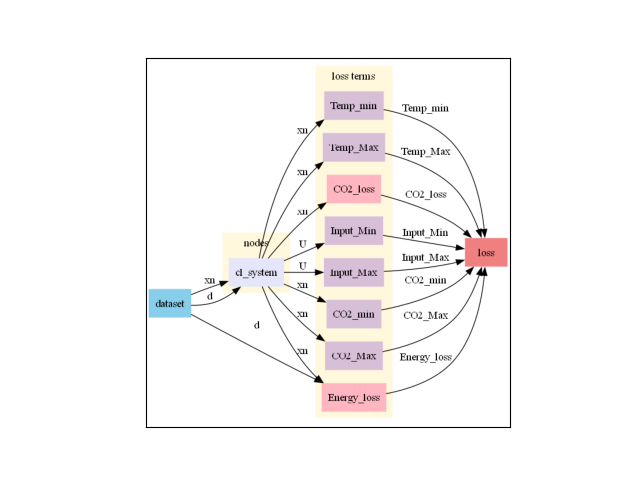 loss terms
Temp_min
Temp_min
xn
Temp_Max
Temp_Max
xn
CO2_loss
CO2_loss
xn
Input_Min
Input_Min
nodes
U
loss
cl_system
U
Input_Max
Input_Max
xn
xn
CO2_min
dataset
d
CO2_min
xn
CO2_Max
d
CO2_Max
xn
Energy_loss
Energy_loss